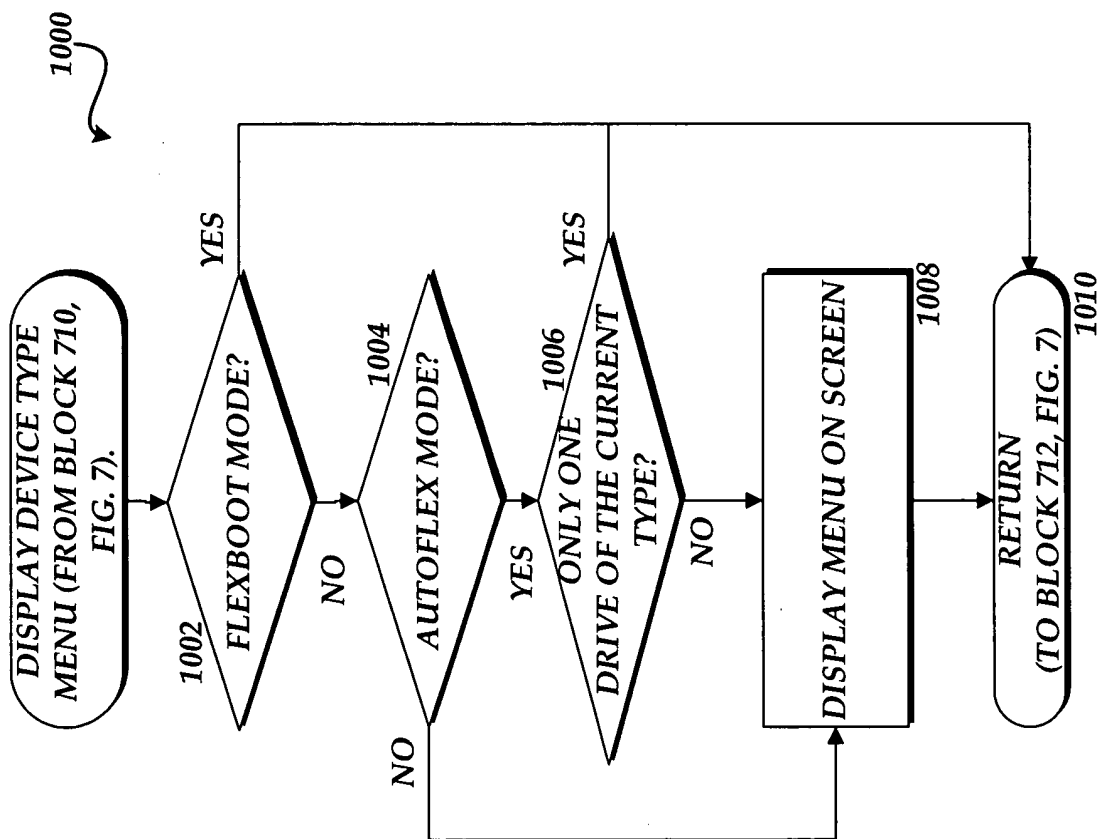 1000
DISPLAY DEVICE TYPE
MENU (FROM BLOCK 710,
FIG. 7).
1002
FLEXBOOT MODE?
YES
NO
1004
AUTOFLEX MODE?
NO
YES
1006
ONLY ONE
DRIVE OF THE CURRENT
TYPE?
YES
NO
DISPLAY MENU ON SCREEN
1008
RETURN
(TO BLOCK 712, FIG. 7)
1010